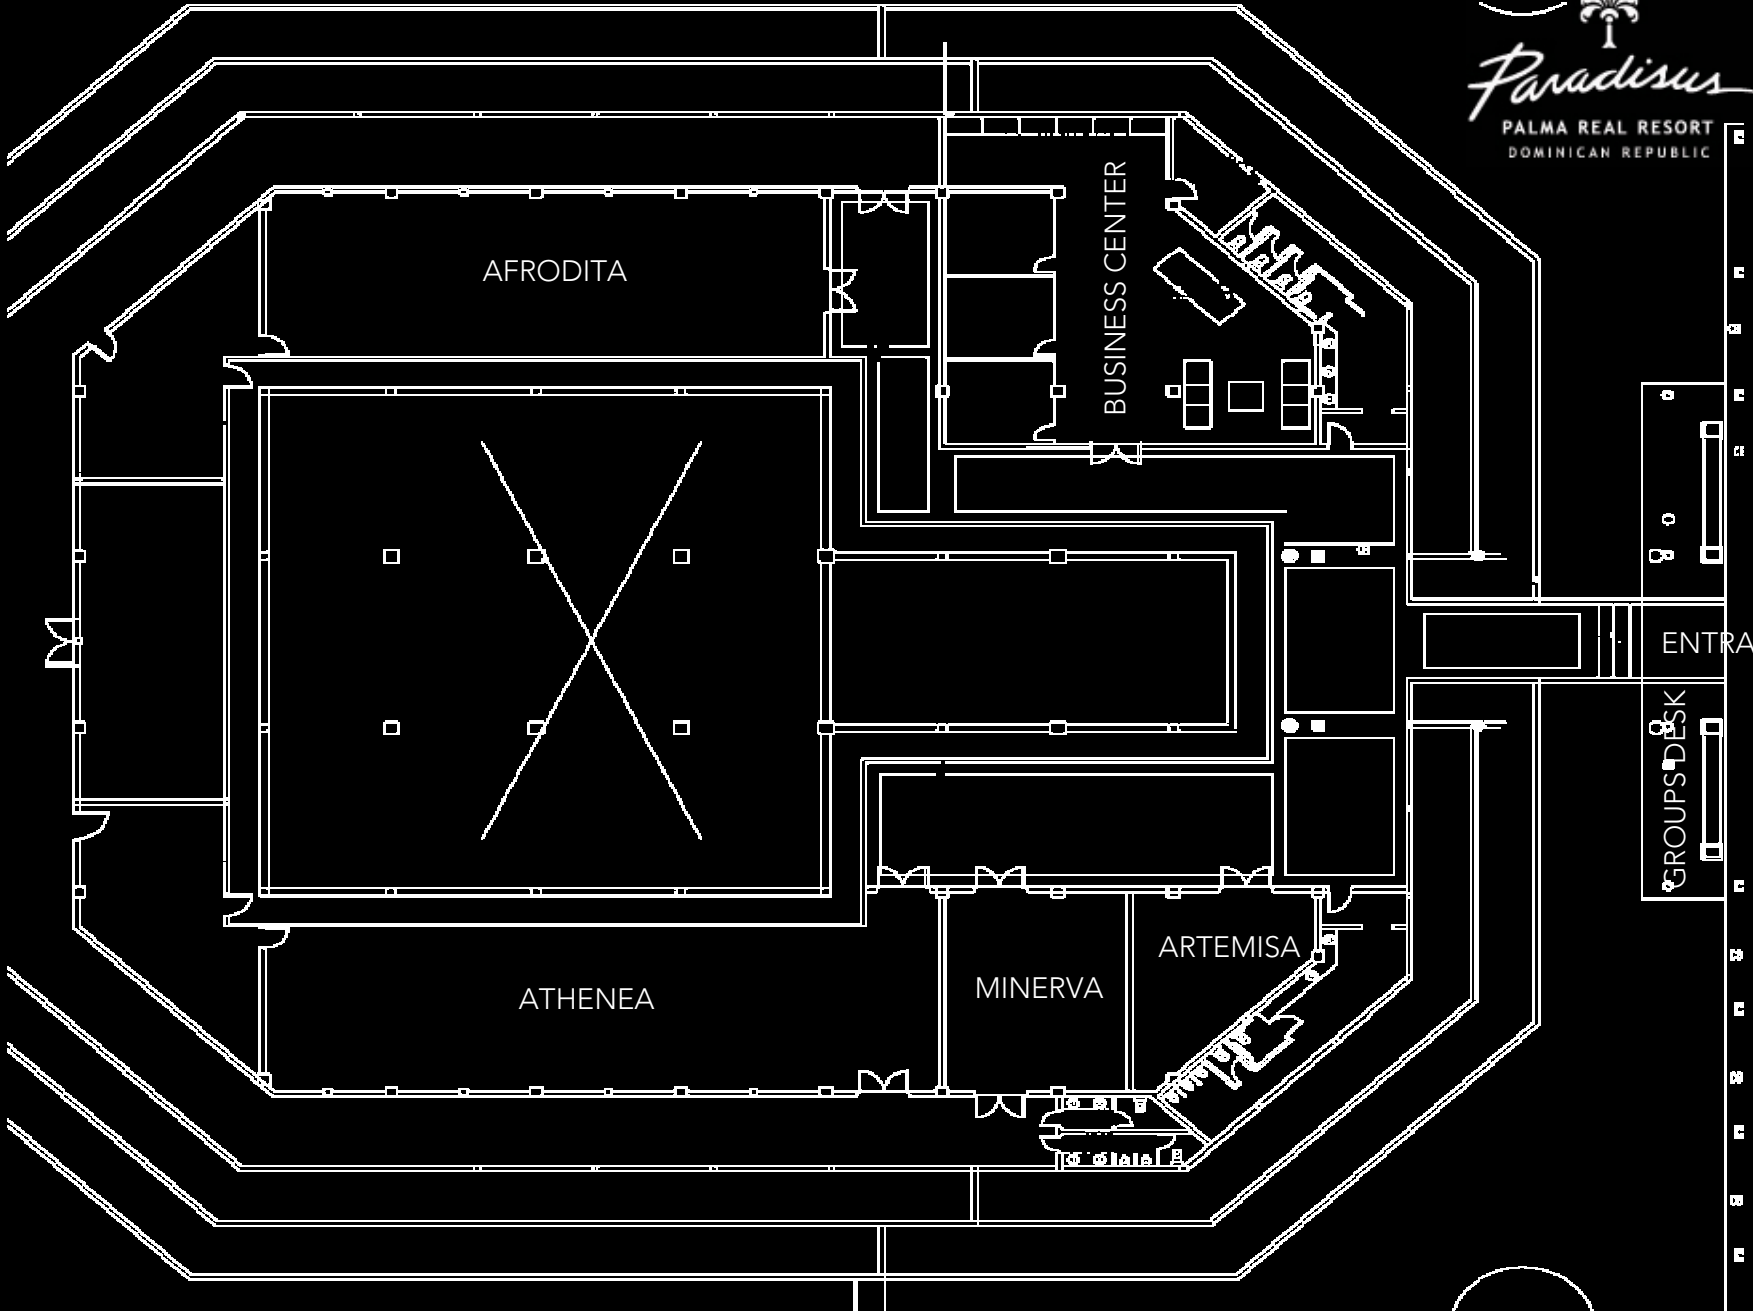 Paradisus
PALMA REAL RESORT
DOMINICAN REPUBLIC
AFRODITA
BUSINESS CENTER
ENTRA
GROUPS DESK
ARTEMISA
MINERVA
ATHENEA